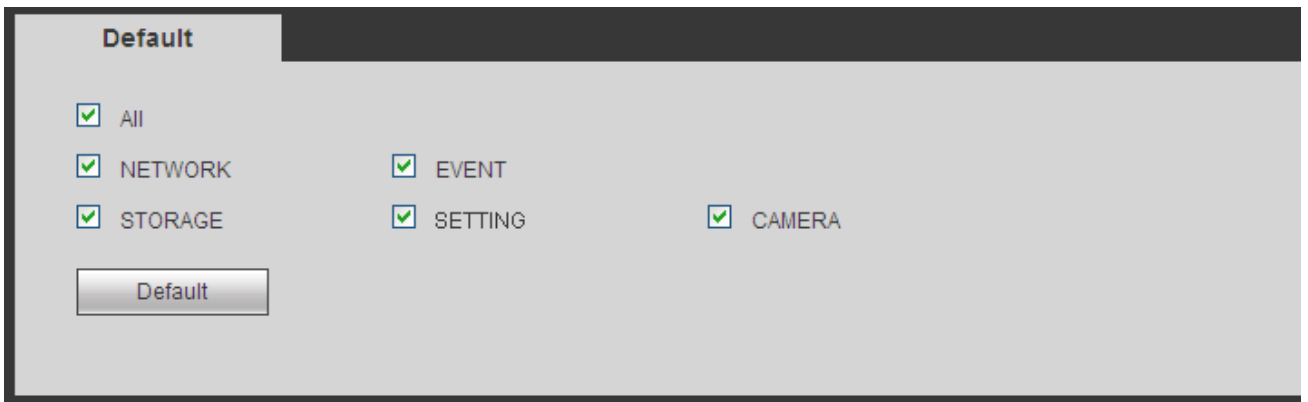 Default
All
NETWORK EVENT
STORAGE SETTING CAMERA
Default